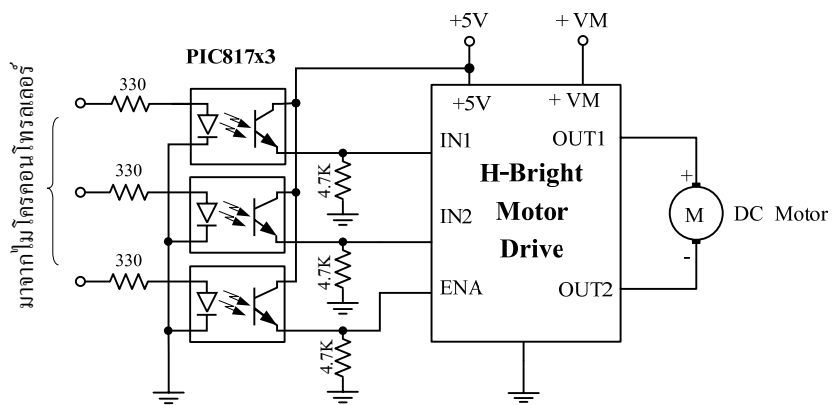 +5V
+ VM
PIC817x3
330
+5V
+ VM
IN1
OUT1
4.7K
330
H-Bright
Motor
Drive
+
M
DC Motor
-
IN2
4.7K
330
ENA
OUT2
4.7K
มาจากไมโครคอนโทรลเลอร์